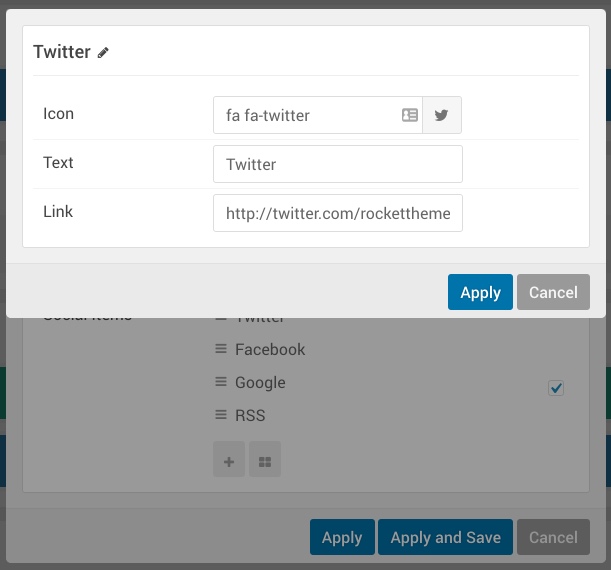 Twitter
Icon fa fa-twitter
Text Twitter
Link http://twitter.com/rockettheme
Apply Cancel
Social Items Twitter
Facebook
Google
RSS
Apply Apply and Save Cancel